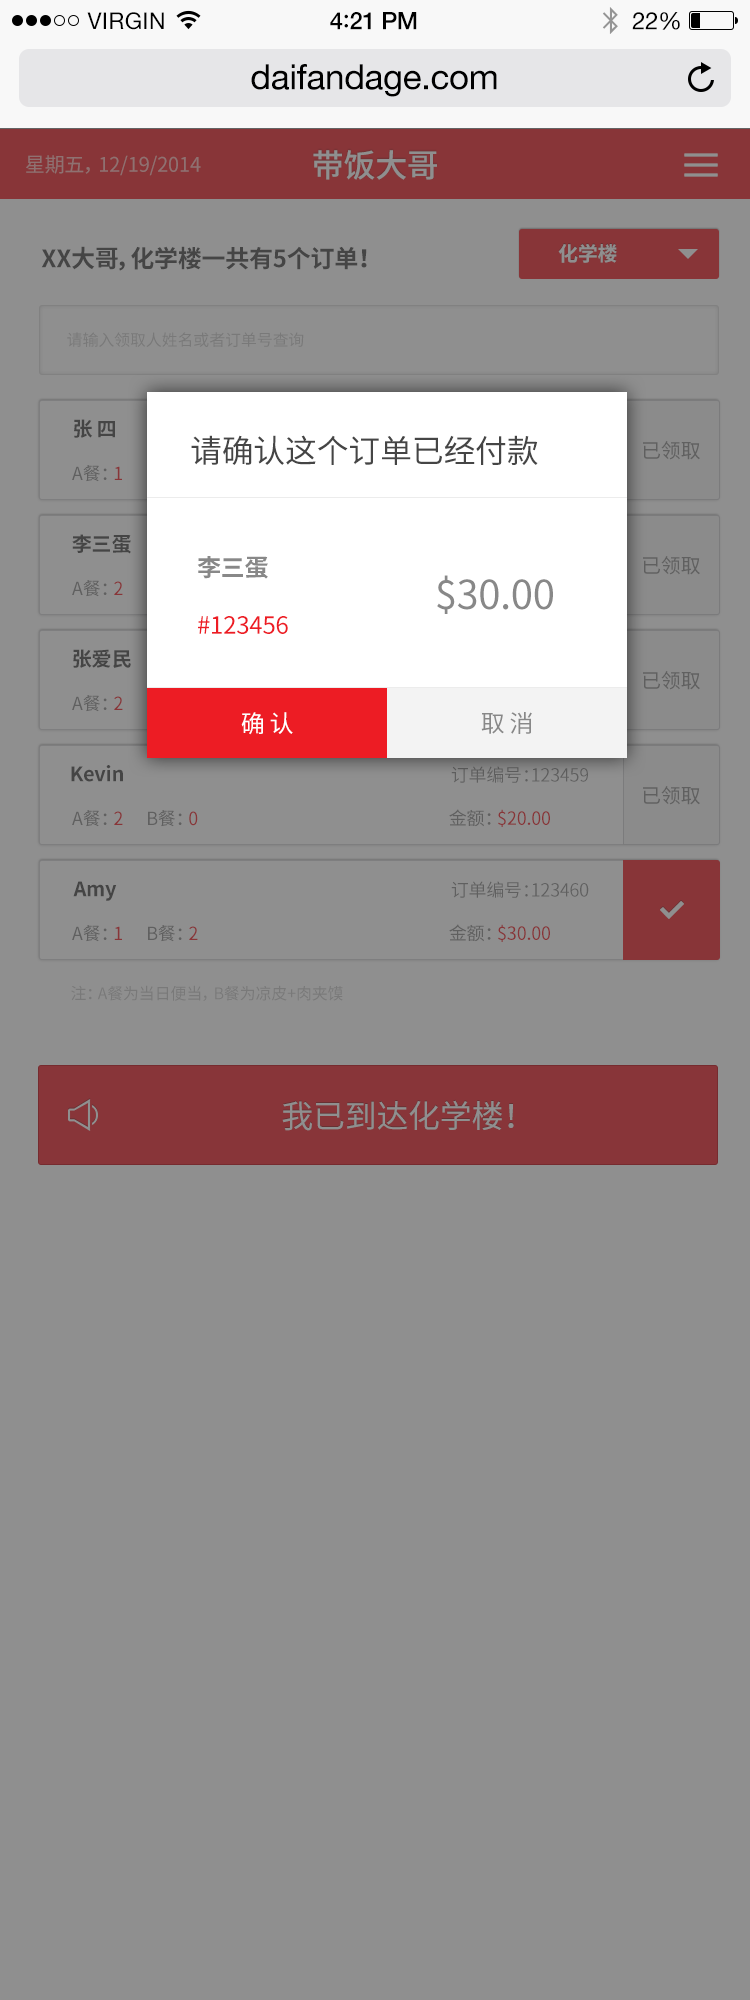 VIRGIN 4:21 PM 22%
daifandage.com
星期五, 12/19/2014 带饭大哥
XX大哥, 化学楼一共有5个订单! 化学楼
请输入领取人姓名或者订单号查询
张 四
A餐: 1
已领取
李三蛋
A餐: 2
已领取
张爱民
A餐: 2
已领取
请确认这个订单已经付款
李三蛋
#123456
$30.00
确 认 取 消
Kevin 订单编号:123459
A餐: 2 B餐: 0 金额: $20.00
已领取
Amy 订单编号:123460
A餐: 1 B餐: 2 金额: $30.00
注: A餐为当日便当, B餐为凉皮+肉夹馍
我已到达化学楼!